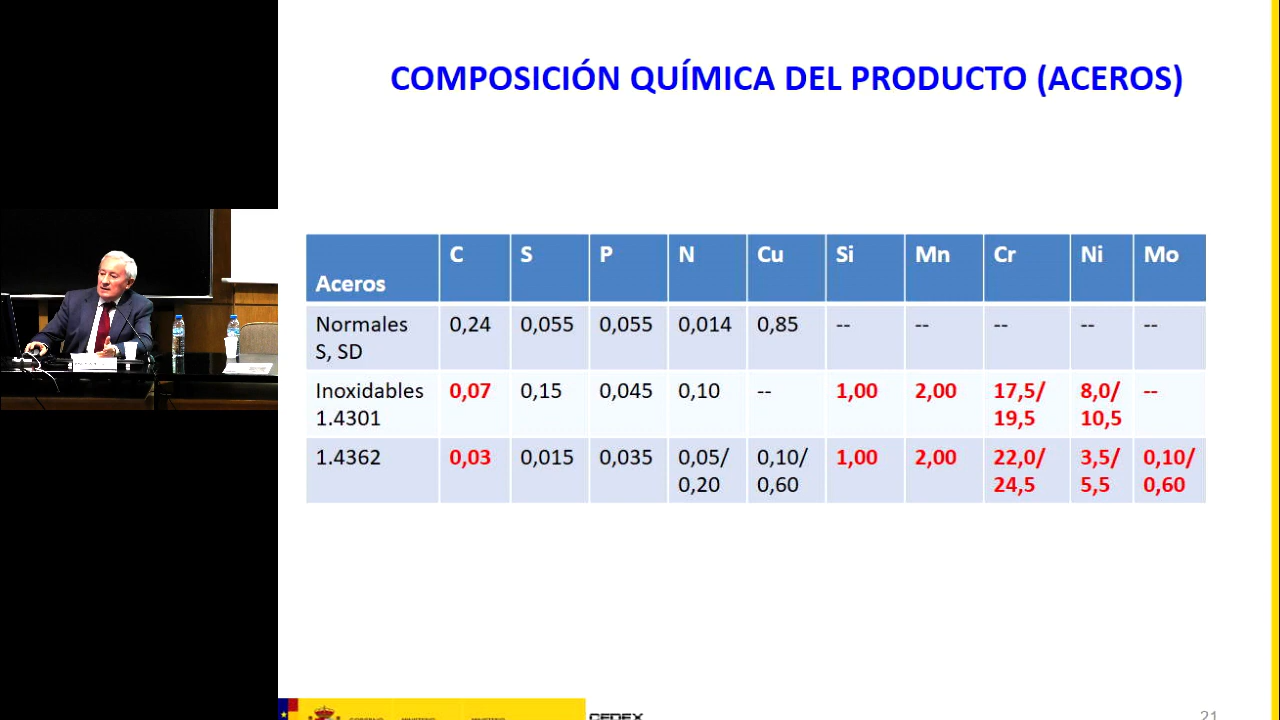 COMPOSICIÓN QUÍMICA DEL PRODUCTO (ACEROS)
Aceros C S P N Cu Si Mn Cr Ni Mo
Normales S, SD 0,24 0,055 0,055 0,014 0,85 -- -- -- -- --
Inoxidables 1.4301 0,07 0,15 0,045 0,10 -- 1,00 2,00 17,5/ 19,5 8,0/ 10,5 --
1.4362 0,03 0,015 0,035 0,05/ 0,20 0,10/ 0,60 1,00 2,00 22,0/ 24,5 3,5/ 5,5 0,10/ 0,60
CEDEX
21